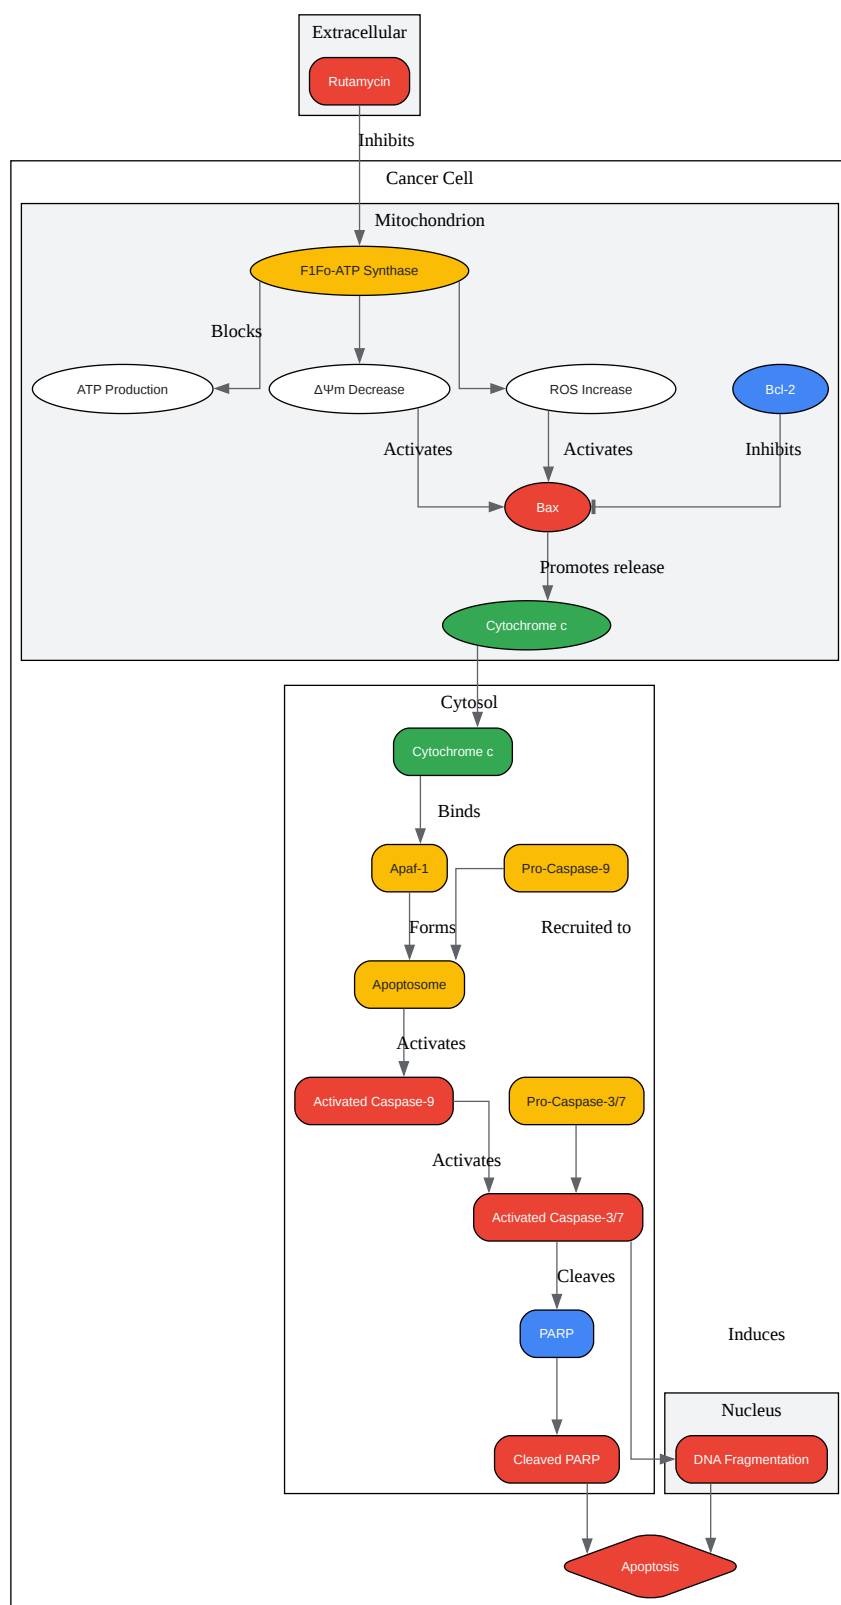 Extracellular
Rutamycin
Inhibits
Cancer Cell
Mitochondrion
F1Fo-ATP Synthase
Blocks
ATP Production
ΔΨm Decrease
ROS Increase
Bcl-2
Activates
Activates
Inhibits
Bax
Promotes release
Cytochrome c
Cytosol
Cytochrome c
Binds
Apaf-1
Pro-Caspase-9
Forms
Recruited to
Apoptosome
Activates
Activated Caspase-9
Pro-Caspase-3/7
Activates
Activated Caspase-3/7
Cleaves
PARP
Induces
Nucleus
Cleaved PARP
DNA Fragmentation
Apoptosis